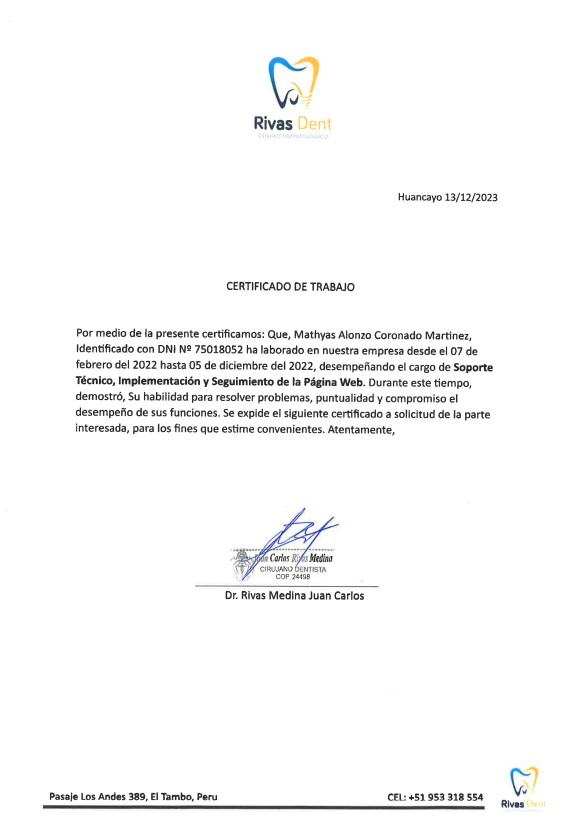 Rivas Dent
CENTRO ODONTOLÓGICO
Huancayo 13/12/2023
CERTIFICADO DE TRABAJO
Por medio de la presente certificamos: Que, Mathyas Alonzo Coronado Martinez,
Identificado con DNI Nº 75018052 ha laborado en nuestra empresa desde el 07 de
febrero del 2022 hasta 05 de diciembre del 2022, desempeñando el cargo de Soporte
Técnico, Implementación y Seguimiento de la Página Web. Durante este tiempo,
demostró, Su habilidad para resolver problemas, puntualidad y compromiso el
desempeño de sus funciones. Se expide el siguiente certificado a solicitud de la parte
interesada, para los fines que estime convenientes. Atentamente,
Juan Carlos Rivas Medina
CIRUJANO DENTISTA
COP 24498
Dr. Rivas Medina Juan Carlos
Pasaje Los Andes 389, El Tambo, Peru
CEL: +51 953 318 554
Rivas Dent